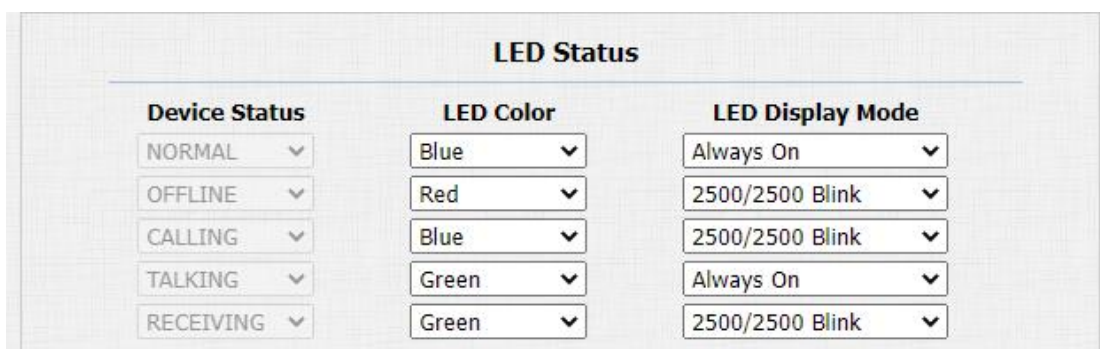 LED Status
Device Status LED Color LED Display Mode
NORMAL Blue Always On
OFFLINE Red 2500/2500 Blink
CALLING Blue 2500/2500 Blink
TALKING Green Always On
RECEIVING Green 2500/2500 Blink